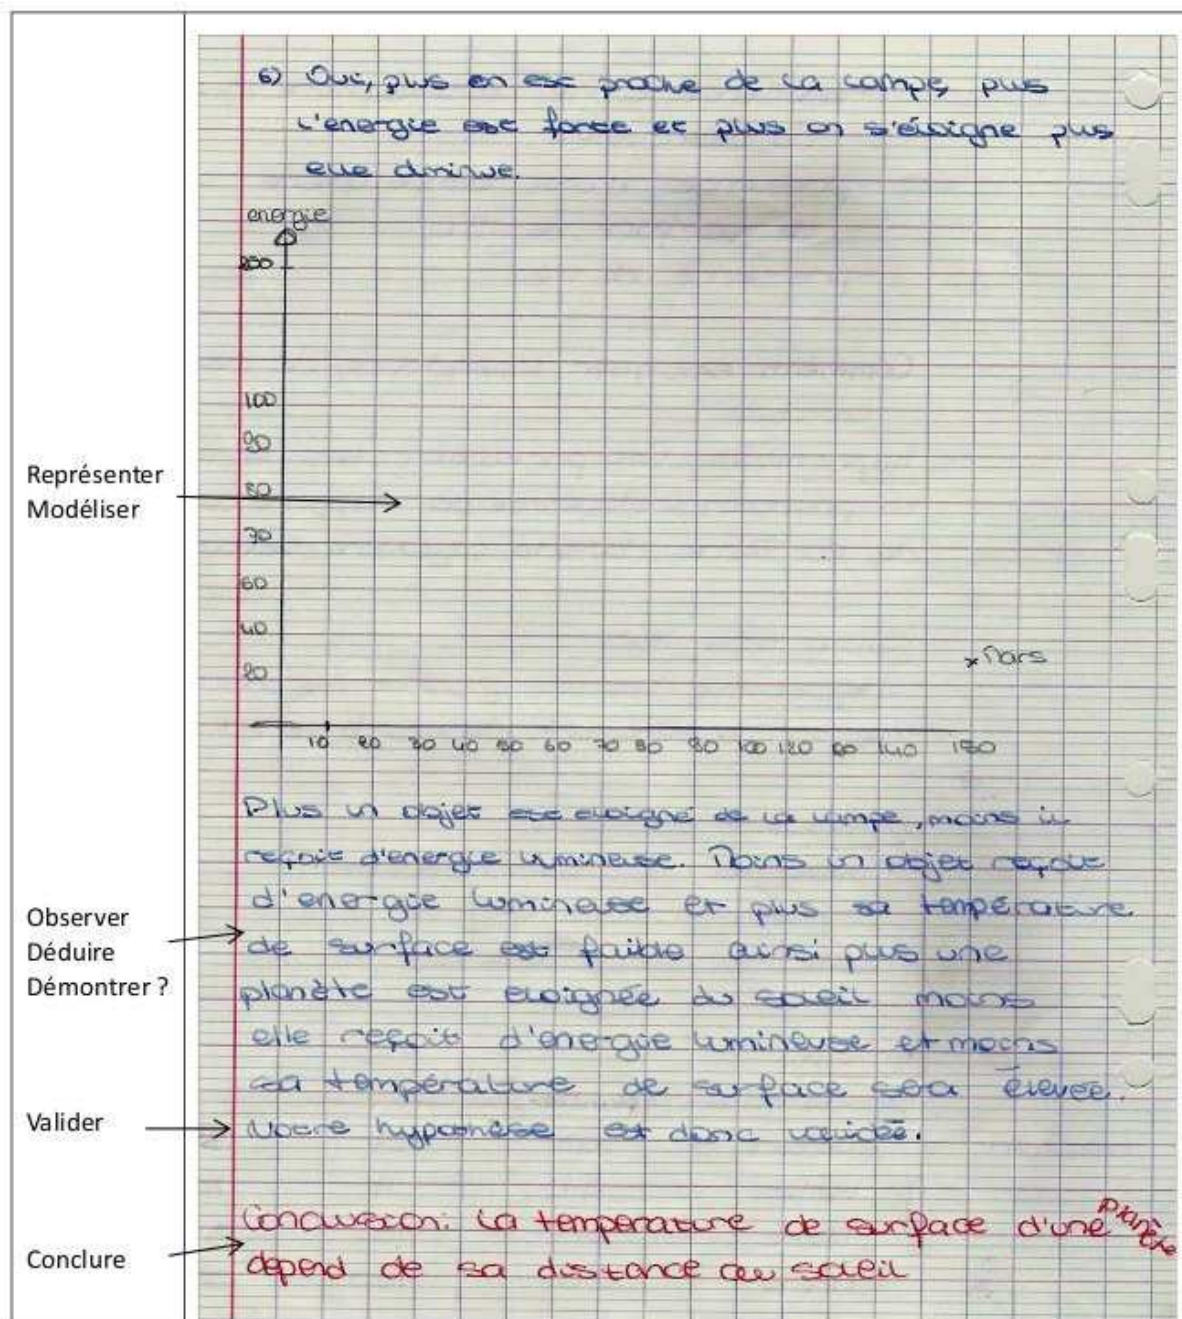 6) Oui, plus on est proche de la lampe, plus
l'énergie est forte et plus on s'éloigne plus
elle diminue.
energie
200
100
90
80
70
60
40
20
Mars
10 20 30 40 50 60 70 80 90 100 120 140 150
Représenter
Modéliser
Plus un objet est eloigné de la lampe, moins il
reçoit d'energie lumineuse. Moins un objet reçoit
d'energie lumineuse et plus sa température
de surface est faible ainsi plus une
planète est eloignée du soleil moins
elle reçoit d'énergie lumineuse et moins
sa température de surface sera élevée.
Notre hypothèse est donc validée.
Observer
Déduire
Démontrer ?
Valider
Conclusion: La temperature de surface d'une planète
depend de sa distance au soleil
Conclure